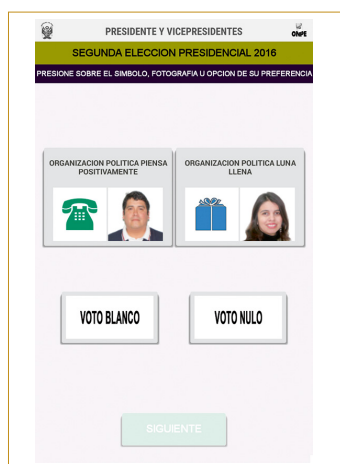 PRESIDENTE Y VICEPRESIDENTES
ONPE
SEGUNDA ELECCION PRESIDENCIAL 2016
PRESIONE SOBRE EL SIMBOLO, FOTOGRAFIA U OPCION DE SU PREFERENCIA
ORGANIZACION POLITICA PIENSA
POSITIVAMENTE
ORGANIZACION POLITICA LUNA
LLENA
VOTO BLANCO
VOTO NULO
SIGUIENTE